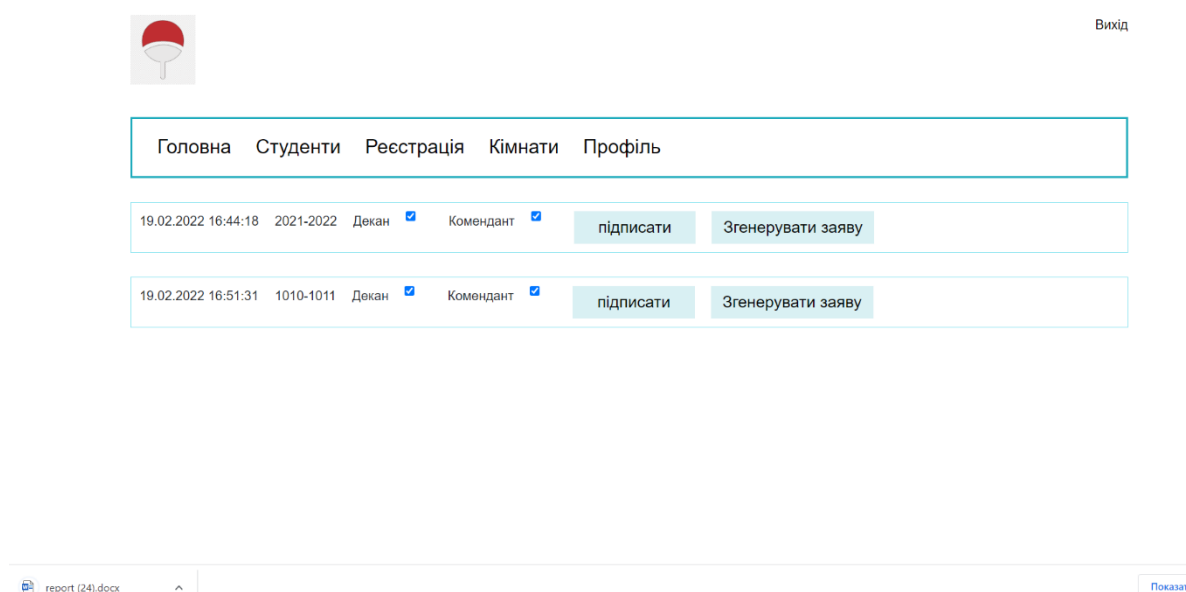 Вихід
Головна Студенти Реєстрація Кімнати Профіль
19.02.2022 16:44:18 2021-2022 Декан Комендант підписати Згенерувати заяву
19.02.2022 16:51:31 1010-1011 Декан Комендант підписати Згенерувати заяву
report (24).docx